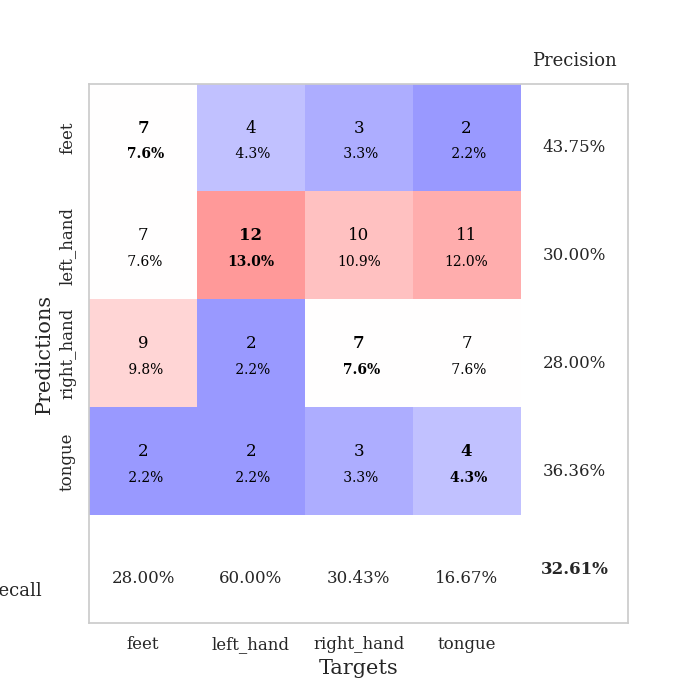 Precision
feet
7 4 3 2
7.6% 4.3% 3.3% 2.2%
43.75%
left_hand
7 12 10 11
7.6% 13.0% 10.9% 12.0%
30.00%
right_hand
9 2 7 7
9.8% 2.2% 7.6% 7.6%
28.00%
tongue
2 2 3 4
2.2% 2.2% 3.3% 4.3%
36.36%
Predictions
ecall
28.00% 60.00% 30.43% 16.67% 32.61%
feet left_hand right_hand tongue
Targets